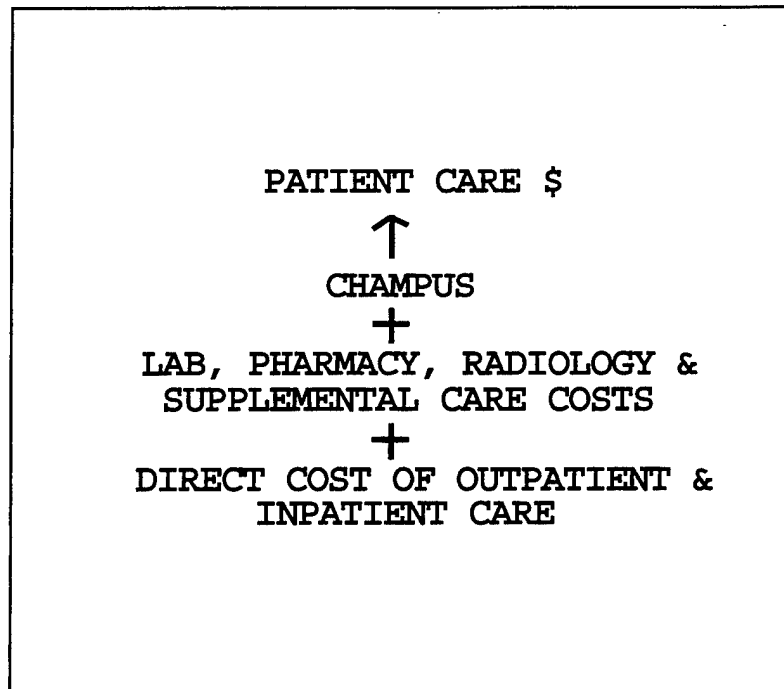 PATIENT CARE $
↑
CHAMPUS
+
LAB, PHARMACY, RADIOLOGY &
SUPPLEMENTAL CARE COSTS
+
DIRECT COST OF OUTPATIENT &
INPATIENT CARE